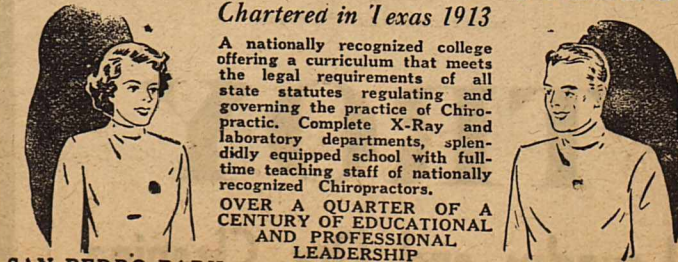 Chartered in Texas 1913
A nationally recognized college
offering a curriculum that meets
the legal requirements of all
state statutes regulating and
governing the practice of Chiro-
practic. Complete X-Ray and
laboratory departments, splen-
didly equipped school with full-
time teaching staff of nationally
recognized Chiropractors.
OVER A QUARTER OF A
CENTURY OF EDUCATIONAL
AND PROFESSIONAL
LEADERSHIP